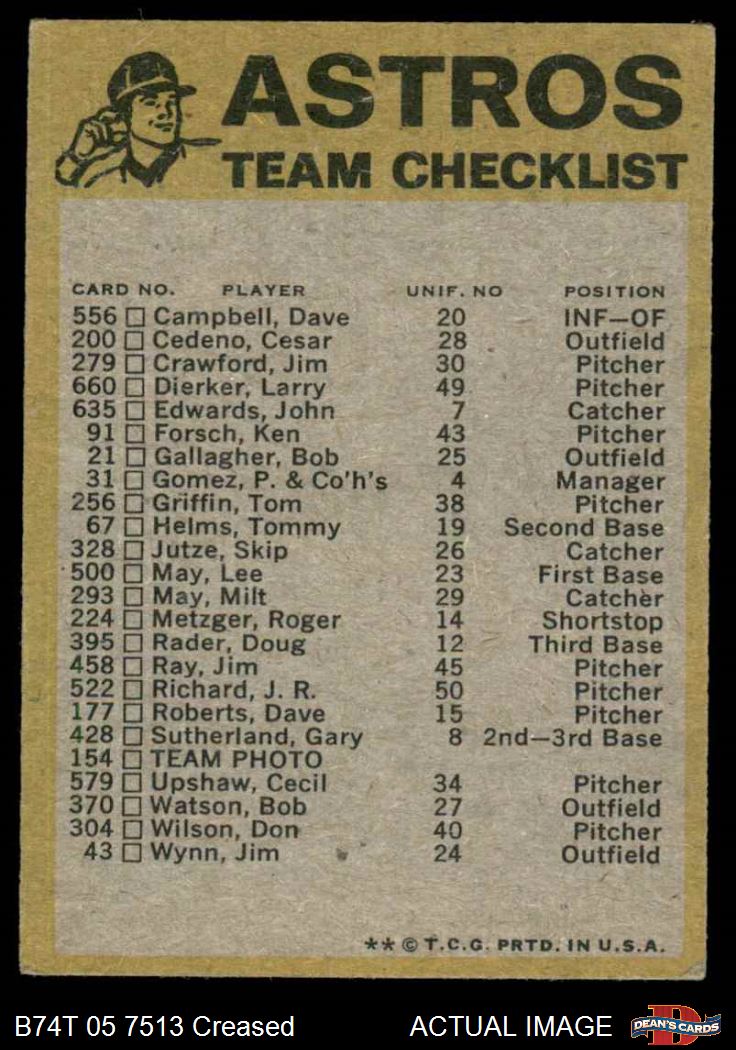 ASTROS
TEAM CHECKLIST
CARD NO. PLAYER UNIF. NO POSITION
556 Campbell, Dave 20 INF—OF
200 Cedeno, Cesar 28 Outfield
279 Crawford, Jim 30 Pitcher
660 Dierker, Larry 49 Pitcher
635 Edwards, John 7 Catcher
91 Forsch, Ken 43 Pitcher
21 Gallagher, Bob 25 Outfield
31 Gomez, P. & Co'h's 4 Manager
256 Griffin, Tom 38 Pitcher
67 Helms, Tommy 19 Second Base
328 Jutze, Skip 26 Catcher
500 May, Lee 23 First Base
293 May, Milt 29 Catcher
224 Metzger, Roger 14 Shortstop
395 Rader, Doug 12 Third Base
458 Ray, Jim 45 Pitcher
522 Richard, J. R. 50 Pitcher
177 Roberts, Dave 15 Pitcher
428 Sutherland, Gary 8 2nd—3rd Base
154 TEAM PHOTO
579 Upshaw, Cecil 34 Pitcher
370 Watson, Bob 27 Outfield
304 Wilson, Don 40 Pitcher
43 Wynn, Jim 24 Outfield
** © T.C.G. PRTD. IN U.S.A.
B74T 05 7513 Creased ACTUAL IMAGE DEAN'S CARDS